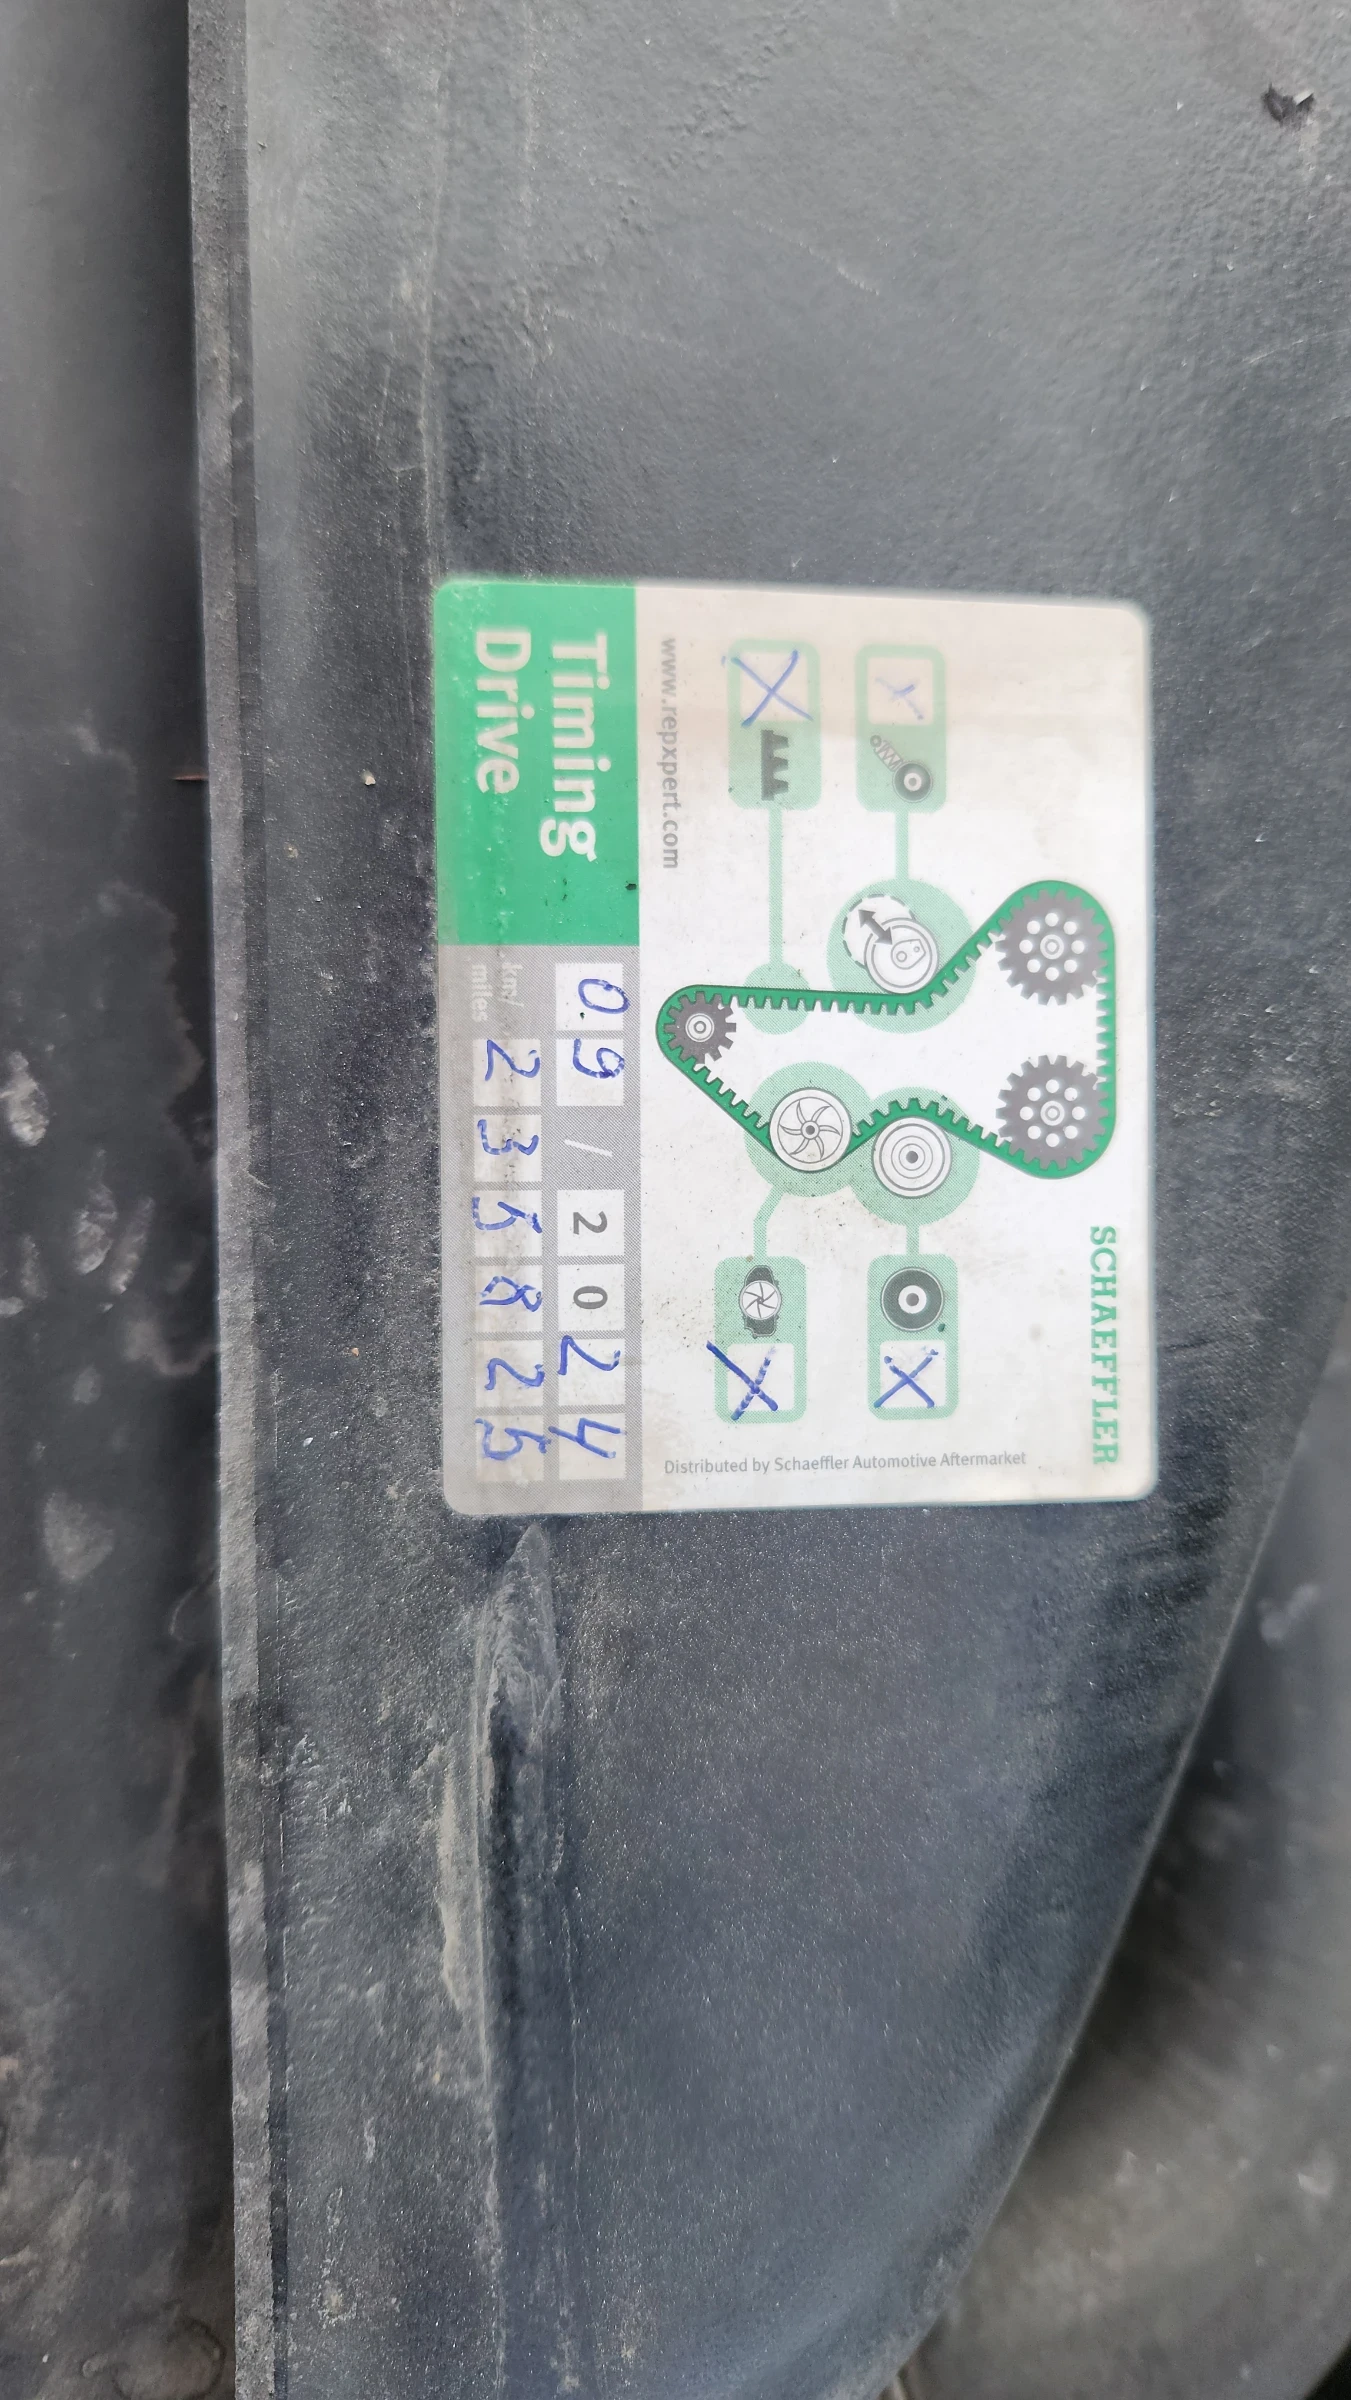 SCHAEFFLER
X
X
X
X
www.repxpert.com
Distributed by Schaeffler Automotive Aftermarket
Timing
Drive
09 / 2024
km/
miles
235825